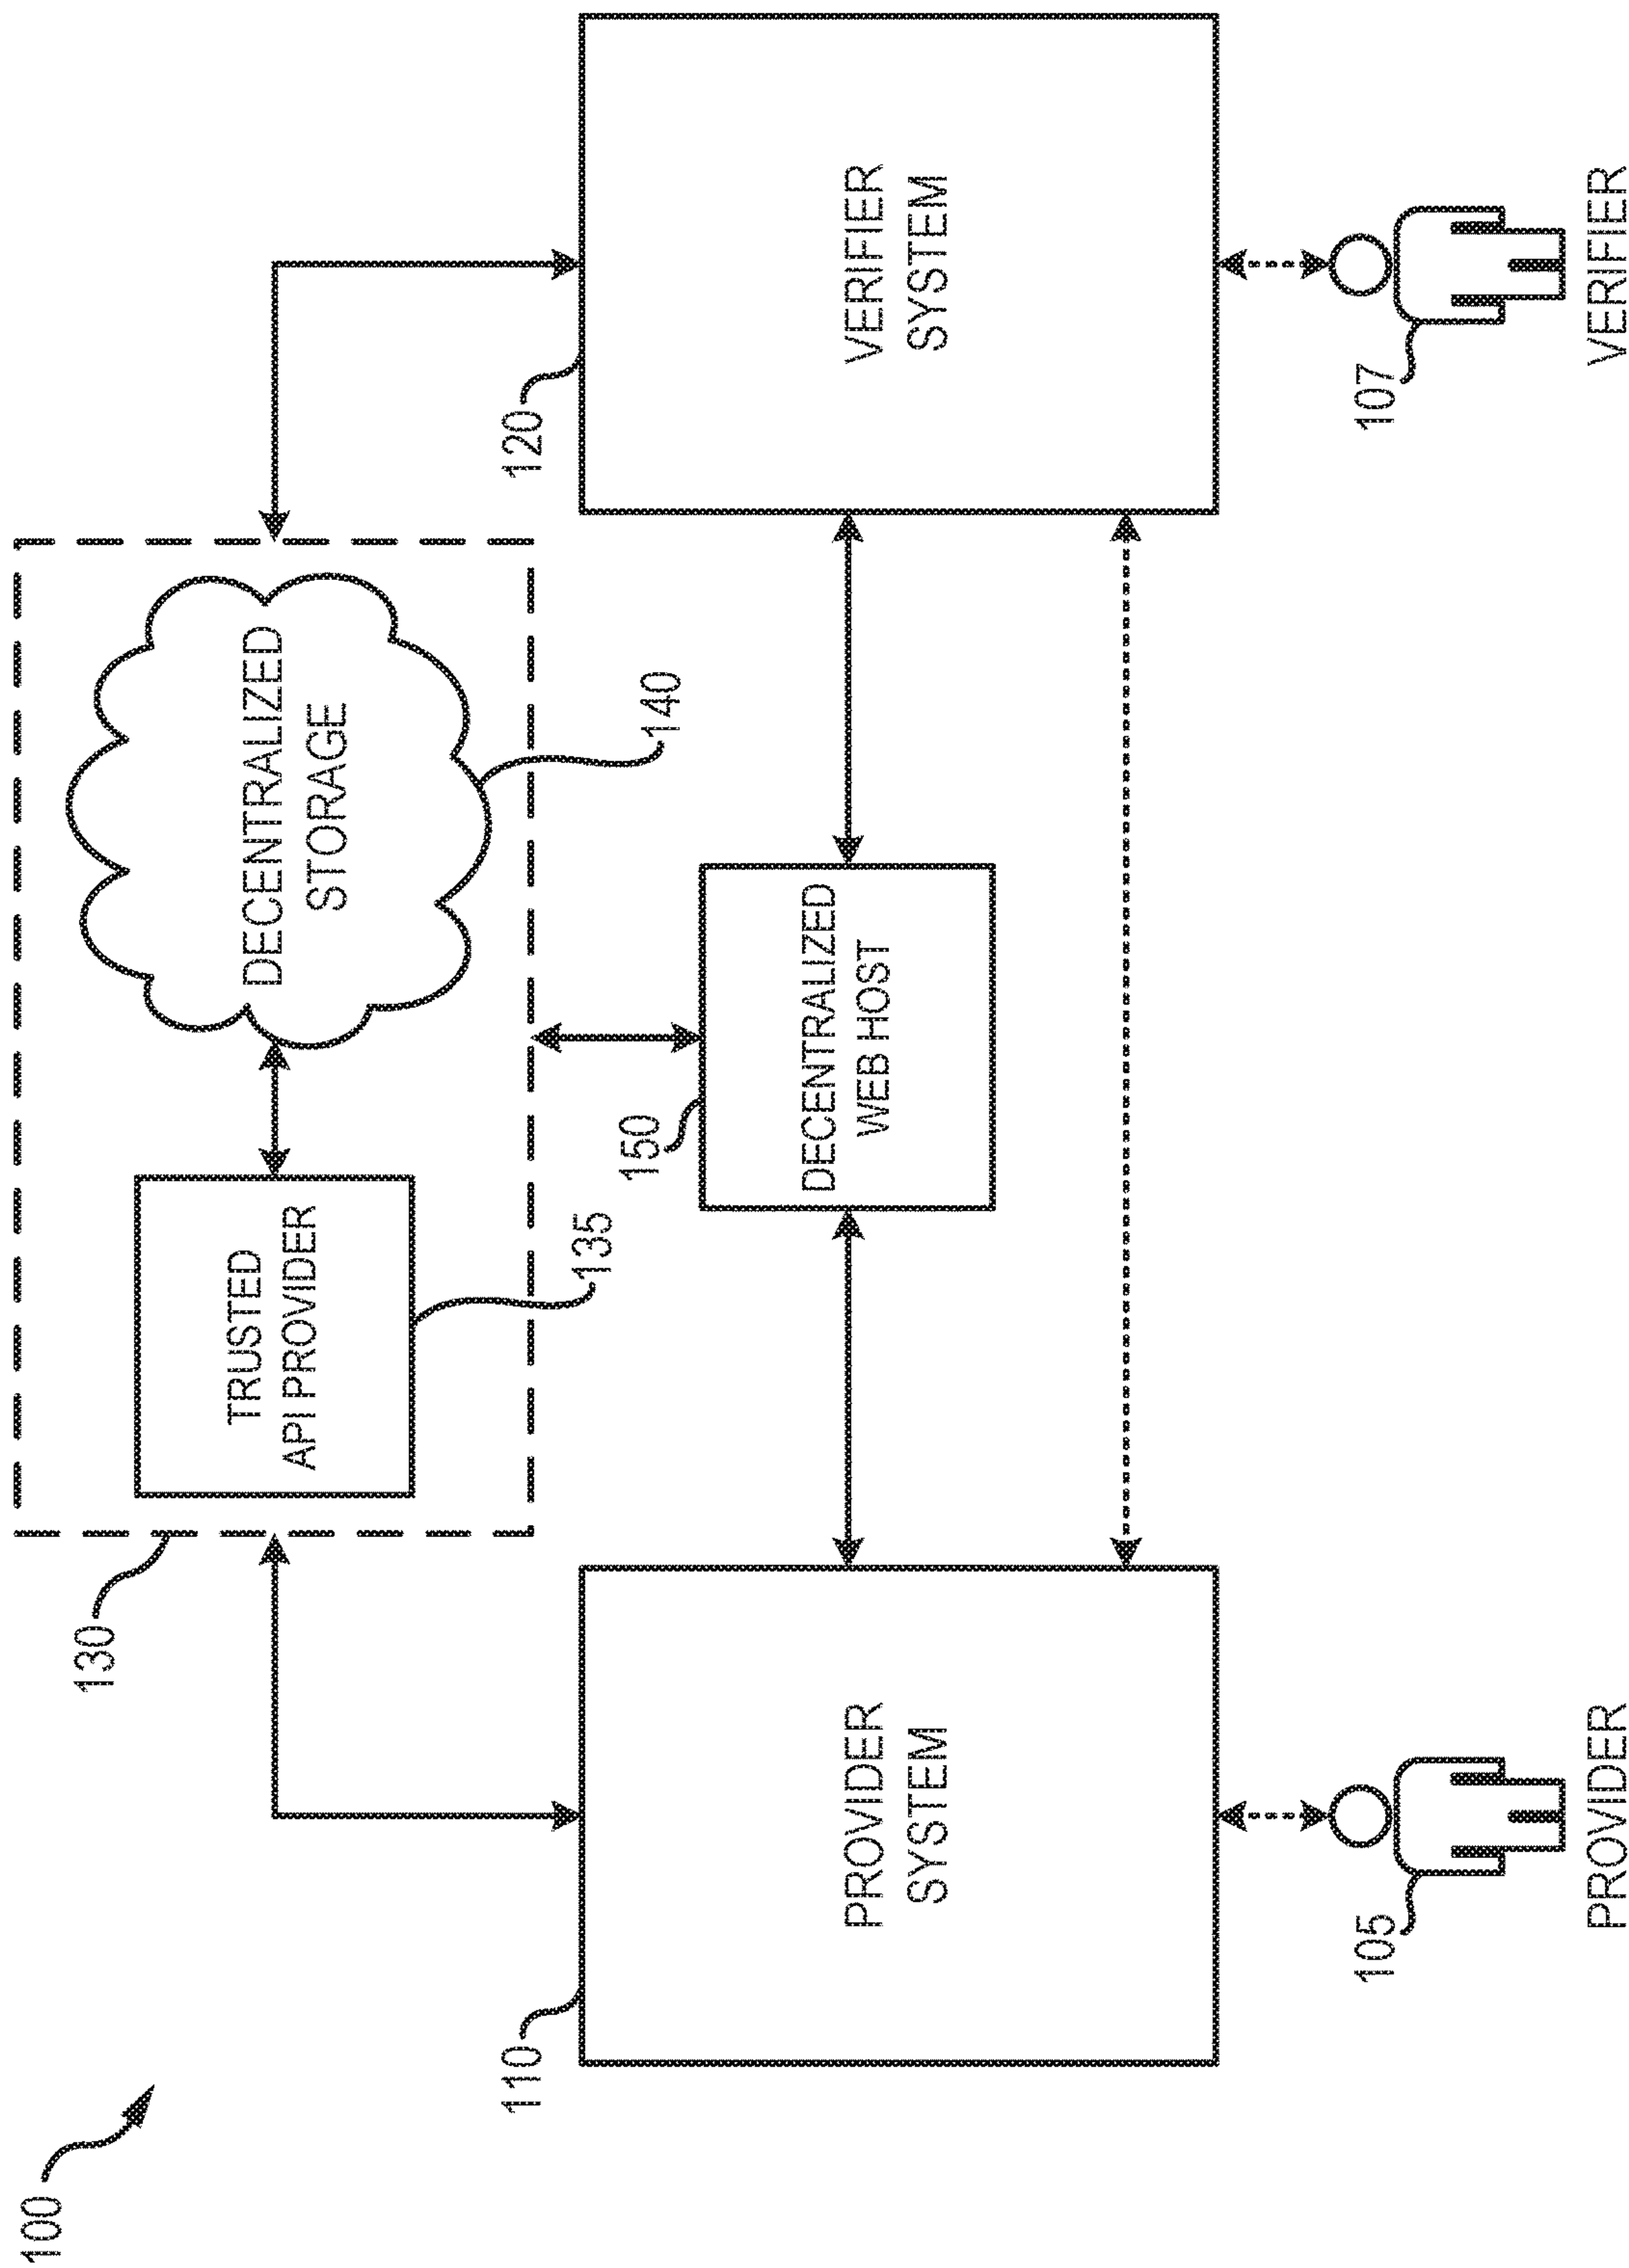 100
130
TRUSTED
API PROVIDER
135
DECENTRALIZED
STORAGE
140
110
PROVIDER
SYSTEM
150
DECENTRALIZED
WEB HOST
120
VERIFIER
SYSTEM
105
PROVIDER
107
VERIFIER